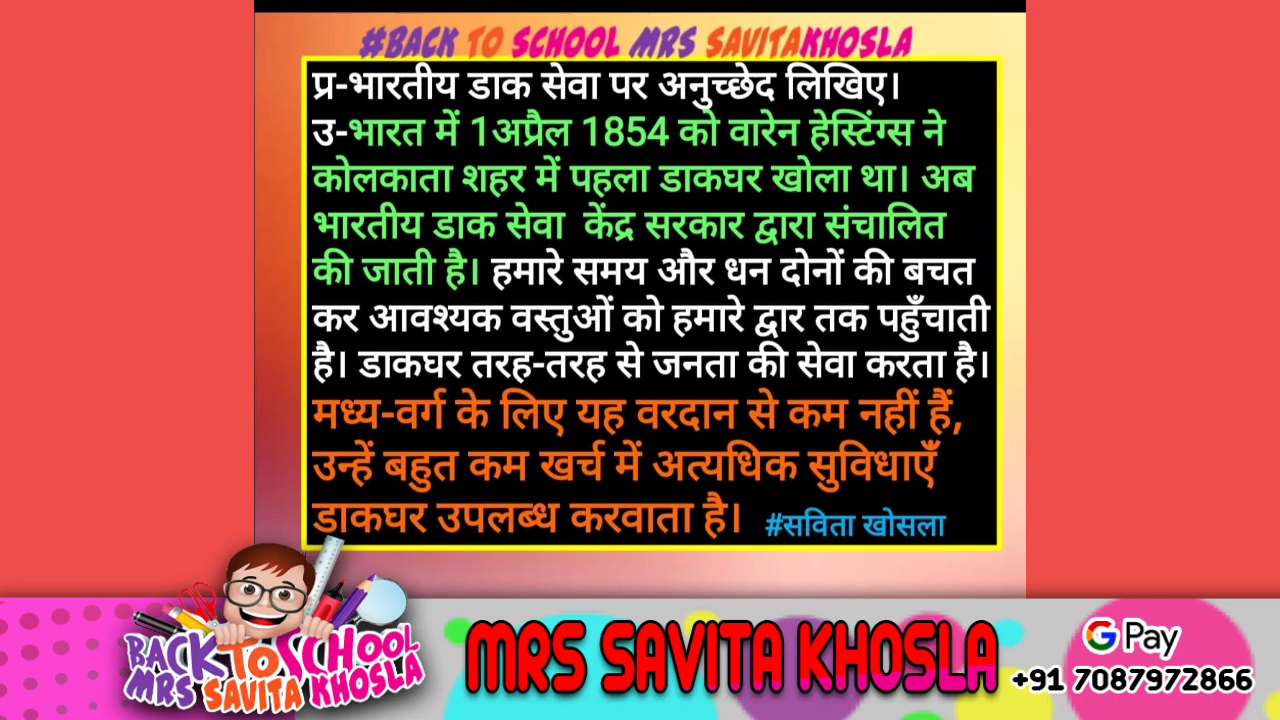 #BACK TO SCHOOL MRS SAVITAKHOSLA
प्र-भारतीय डाक सेवा पर अनुच्छेद लिखिए।
उ-भारत में 1अप्रैल 1854 को वारेन हेस्टिंग्स ने
कोलकाता शहर में पहला डाकघर खोला था। अब
भारतीय डाक सेवा केंद्र सरकार द्वारा संचालित
की जाती है। हमारे समय और धन दोनों की बचत
कर आवश्यक वस्तुओं को हमारे द्वार तक पहुँचाती
है। डाकघर तरह-तरह से जनता की सेवा करता है।
मध्य-वर्ग के लिए यह वरदान से कम नहीं हैं,
उन्हें बहुत कम खर्च में अत्यधिक सुविधाएँ
डाकघर उपलब्ध करवाता है। #सविता खोसला
BACK TO SCHOOL
MRS SAVITA KHOSLA
MRS SAVITA KHOSLA
G Pay
+91 7087972866